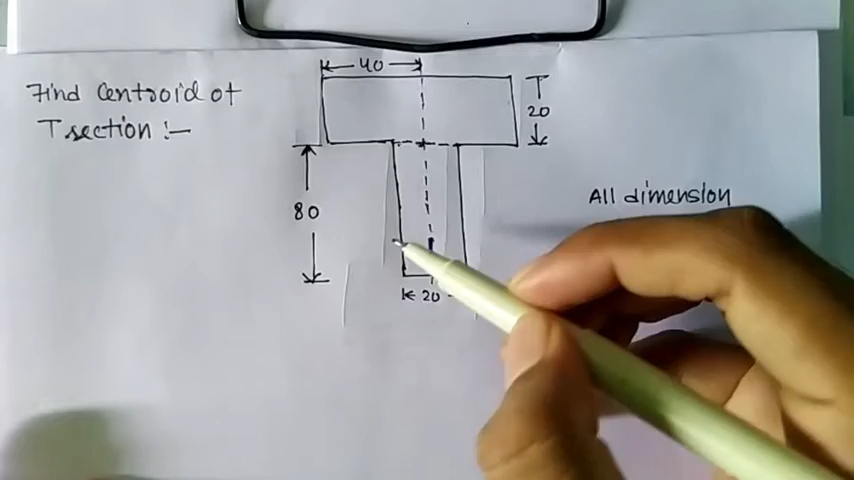 Find Centroid of
T section :-
40
20
80
All dimension
20